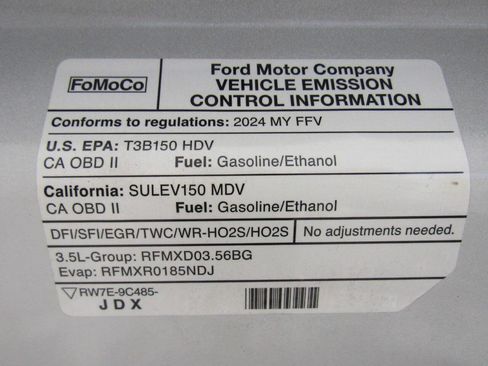 FoMoCo
Ford Motor Company
VEHICLE EMISSION
CONTROL INFORMATION
Conforms to regulations: 2024 MY FFV
U.S. EPA: T3B150 HDV
CA OBD II Fuel: Gasoline/Ethanol
California: SULEV150 MDV
CA OBD II Fuel: Gasoline/Ethanol
DFI/SFI/EGR/TWC/WR-HO2S/HO2S No adjustments needed.
3.5L-Group: RFMXD03.56BG
Evap: RFMXR0185NDJ
RW7E-9C485-
JDX